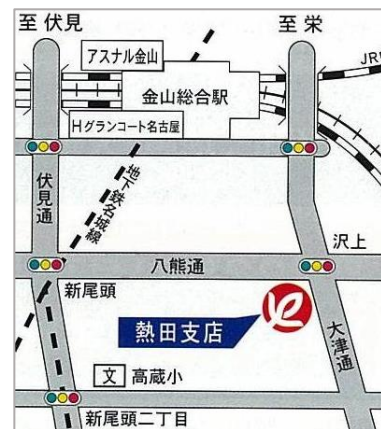 至 伏見
至 栄
アスナル金山
JR
金山総合駅
Hグランコート名古屋
伏見通
地下鉄名城線
沢上
八熊通
新尾頭
熱田支店
大津通
文 高蔵小
新尾頭二丁目